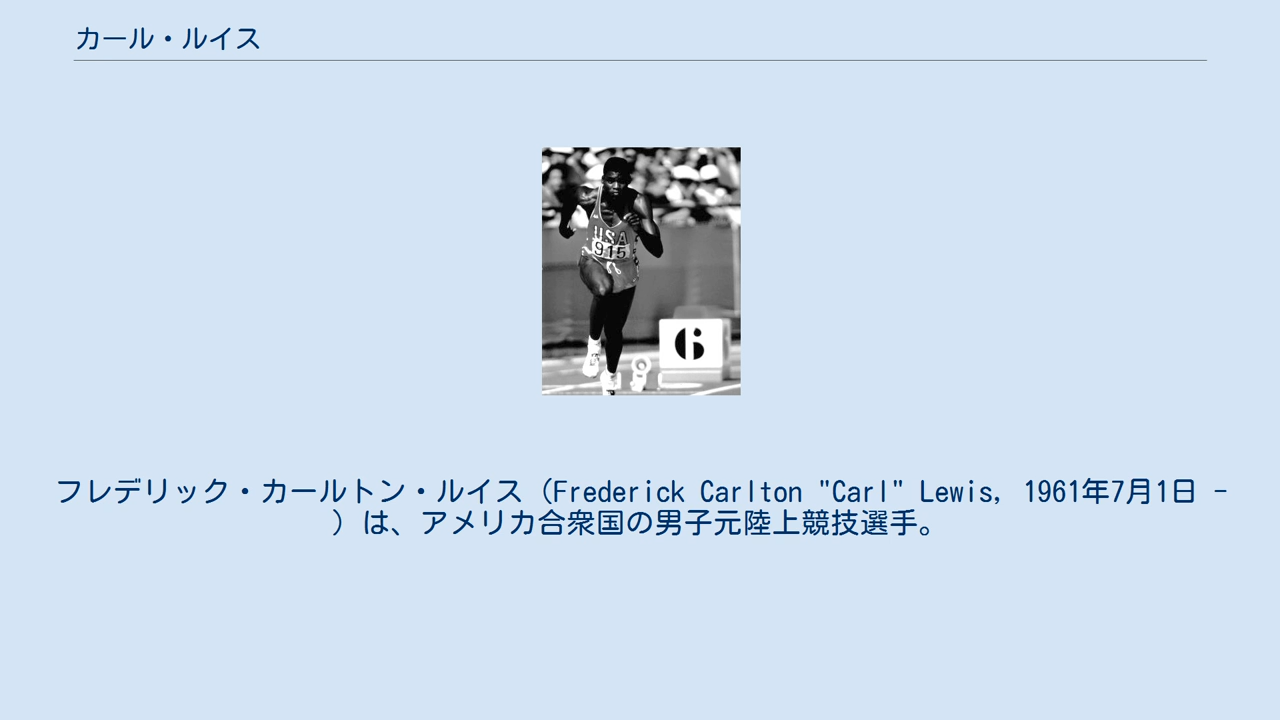 カール・ルイス
USA
915
6
フレデリック・カールトン・ルイス（Frederick Carlton "Carl" Lewis, 1961年7月1日 -
）は、アメリカ合衆国の男子元陸上競技選手。